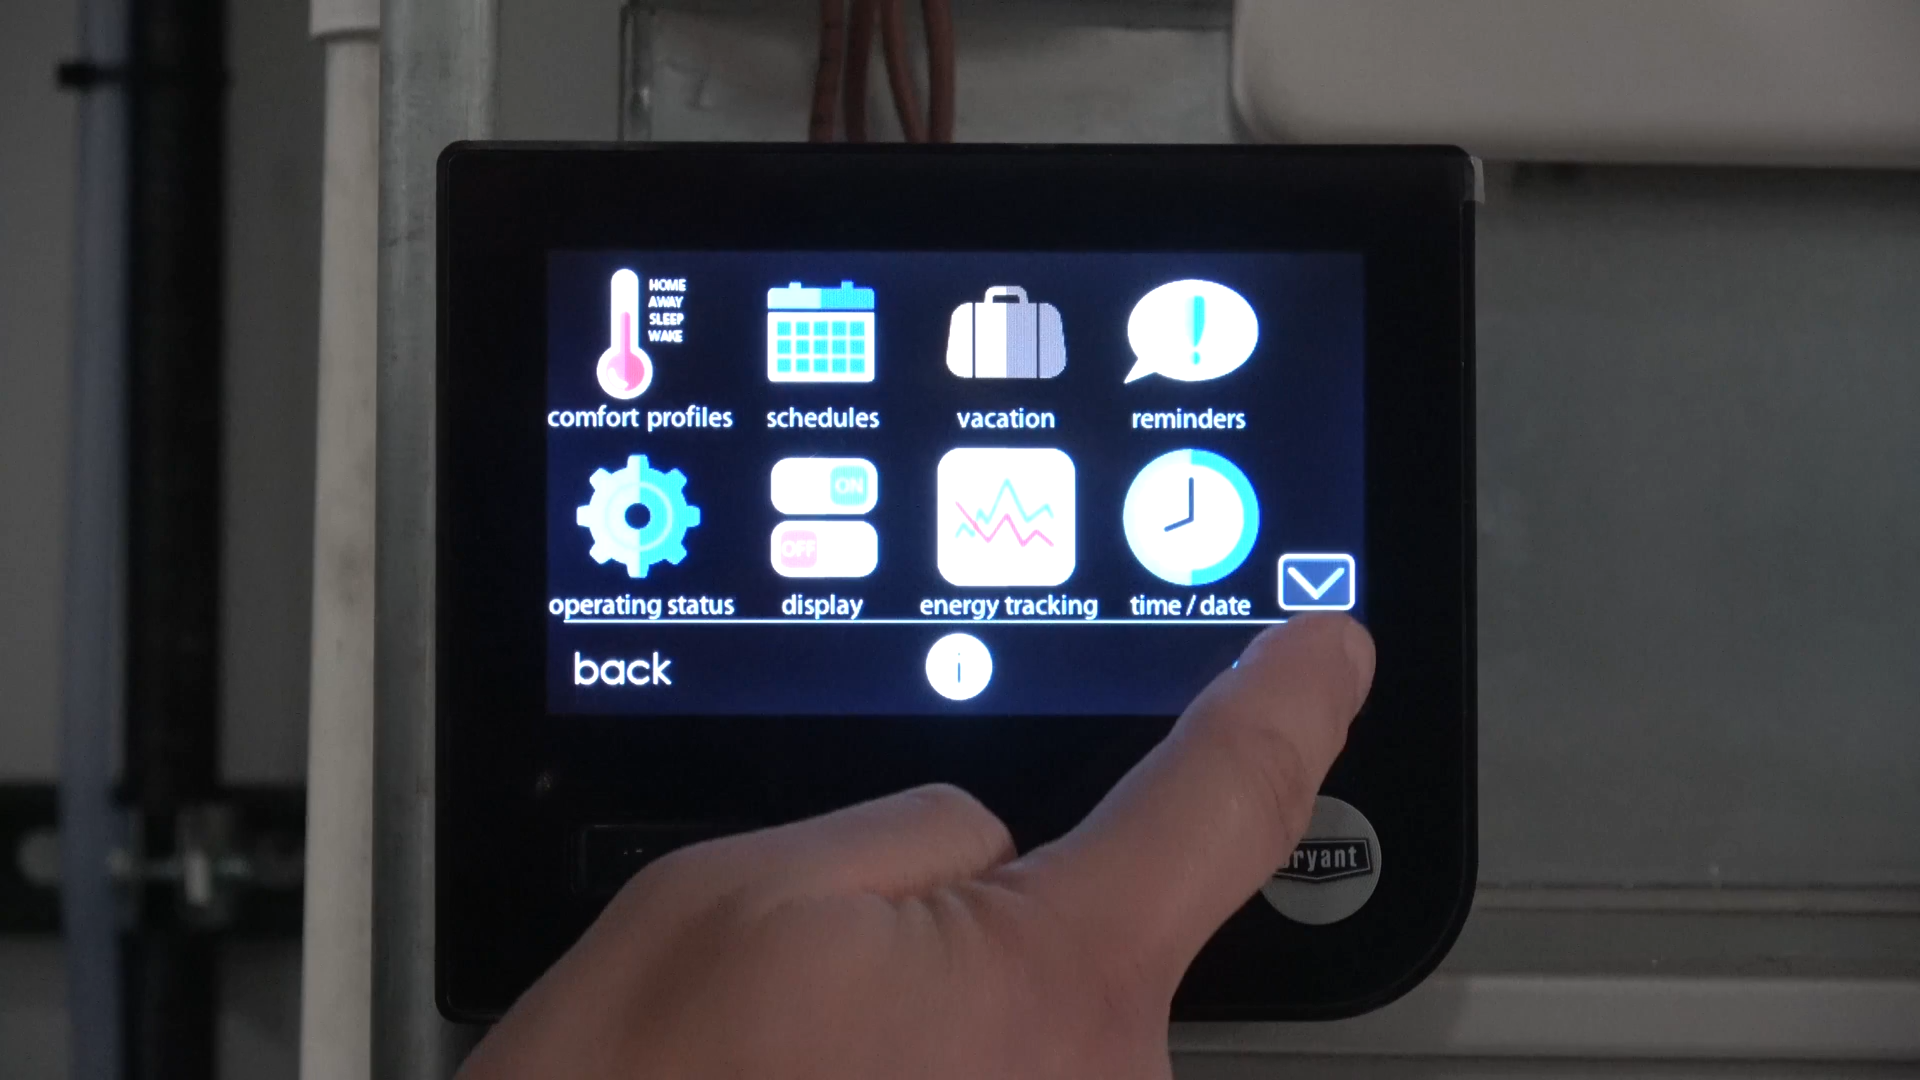 HOME
AWAY
SLEEP
WAKE
comfort profiles
schedules
vacation
reminders
ON
OFF
operating status
display
energy tracking
time / date
back
i
ryant